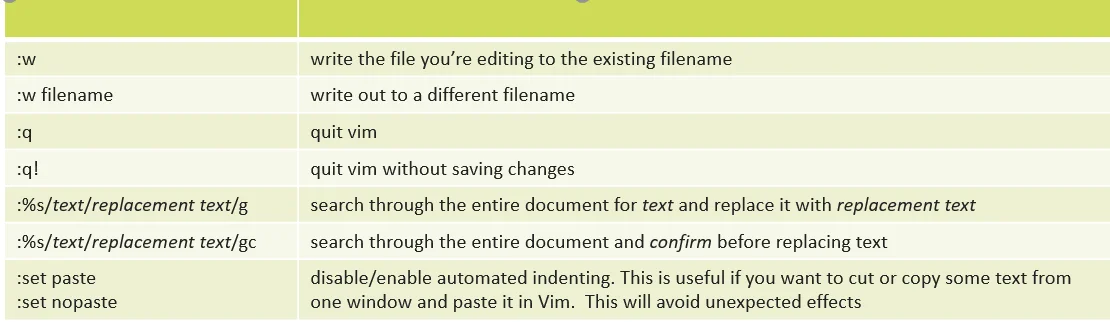 :w write the file you're editing to the existing filename
:w filename write out to a different filename
:q quit vim
:q! quit vim without saving changes
:%s/text/replacement text/g search through the entire document for text and replace it with replacement text
:%s/text/replacement text/gc search through the entire document and confirm before replacing text
:set paste disable/enable automated indenting. This is useful if you want to cut or copy some text from
:set nopaste one window and paste it in Vim.  This will avoid unexpected effects